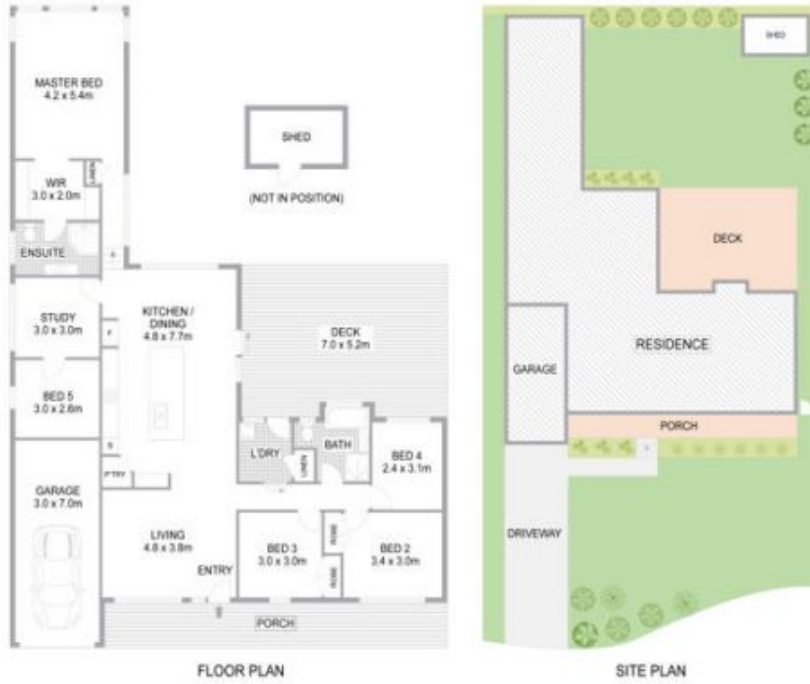 MASTER BED
4.2 x 5.4m
WIR
3.0 x 2.0m
LINEN
ENSUITE
STUDY
3.0 x 3.0m
BED 5
3.0 x 2.6m
GARAGE
3.0 x 7.0m
KITCHEN /
DINING
4.8 x 7.7m
F
P'TRY
LIVING
4.8 x 3.8m
ENTRY
PORCH
SHED
(NOT IN POSITION)
DECK
7.0 x 5.2m
L'DRY
LINEN
BATH
BED 4
2.4 x 3.1m
BED 3
3.0 x 3.0m
ROBE
ROBE
BED 2
3.4 x 3.0m
FLOOR PLAN
SHED
DECK
RESIDENCE
GARAGE
PORCH
DRIVEWAY
SITE PLAN